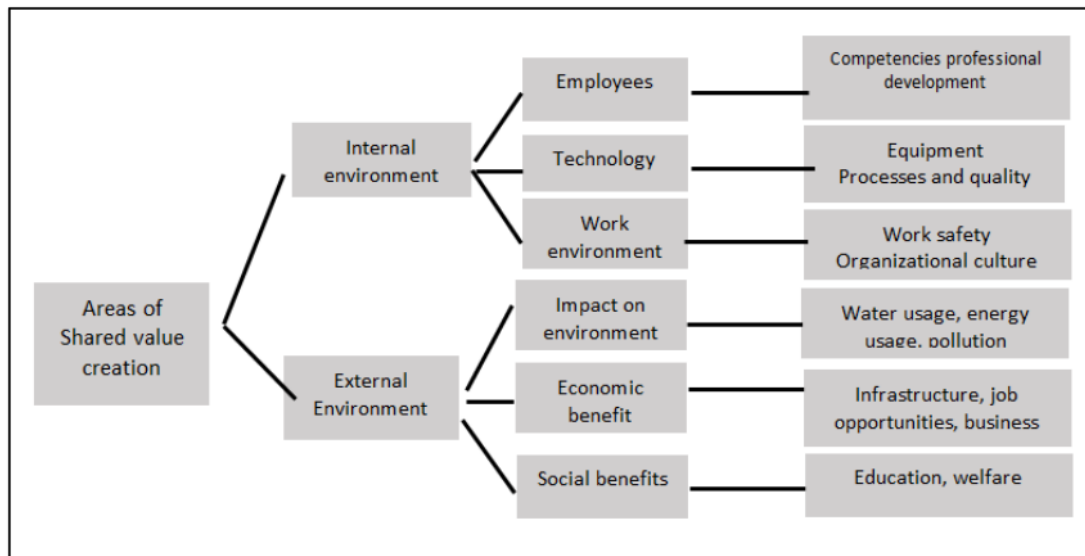 Areas of
Shared value
creation
Internal
environment
External
Environment
Employees
Technology
Work
environment
Impact on
environment
Economic
benefit
Social benefits
Competencies professional
development
Equipment
Processes and quality
Work safety
Organizational culture
Water usage, energy
usage, pollution
Infrastructure, job
opportunities, business
Education, welfare